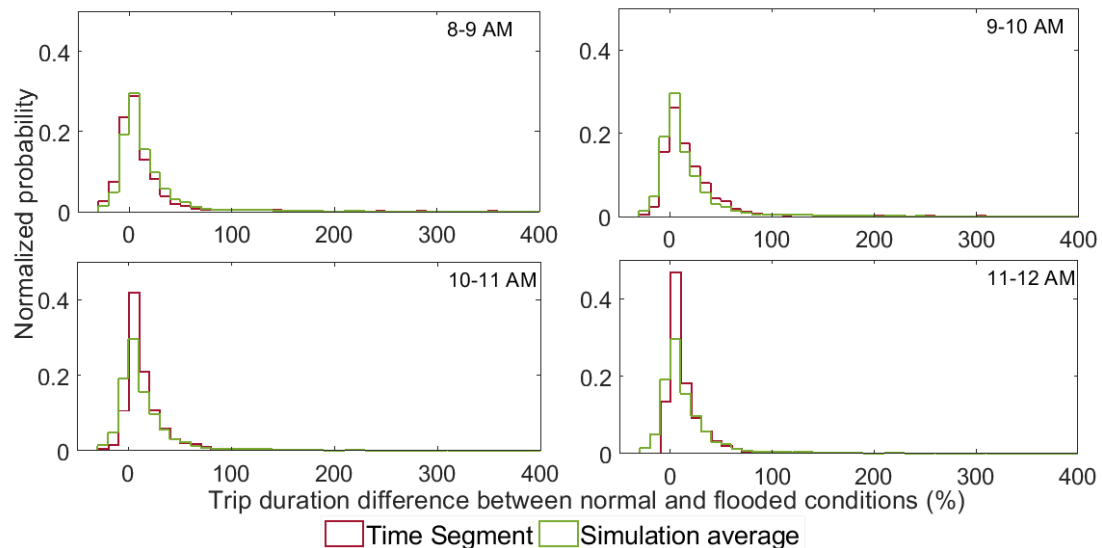 8-9 AM
9-10 AM
0.4
0.2
0
0 100 200 300 400
0.4
0.2
0
0 100 200 300 400
10-11 AM
11-12 AM
0.4
0.2
0
0 100 200 300 400
0.4
0.2
0
0 100 200 300 400
Normalized probability
Trip duration difference between normal and flooded conditions (%)
Time Segment Simulation average